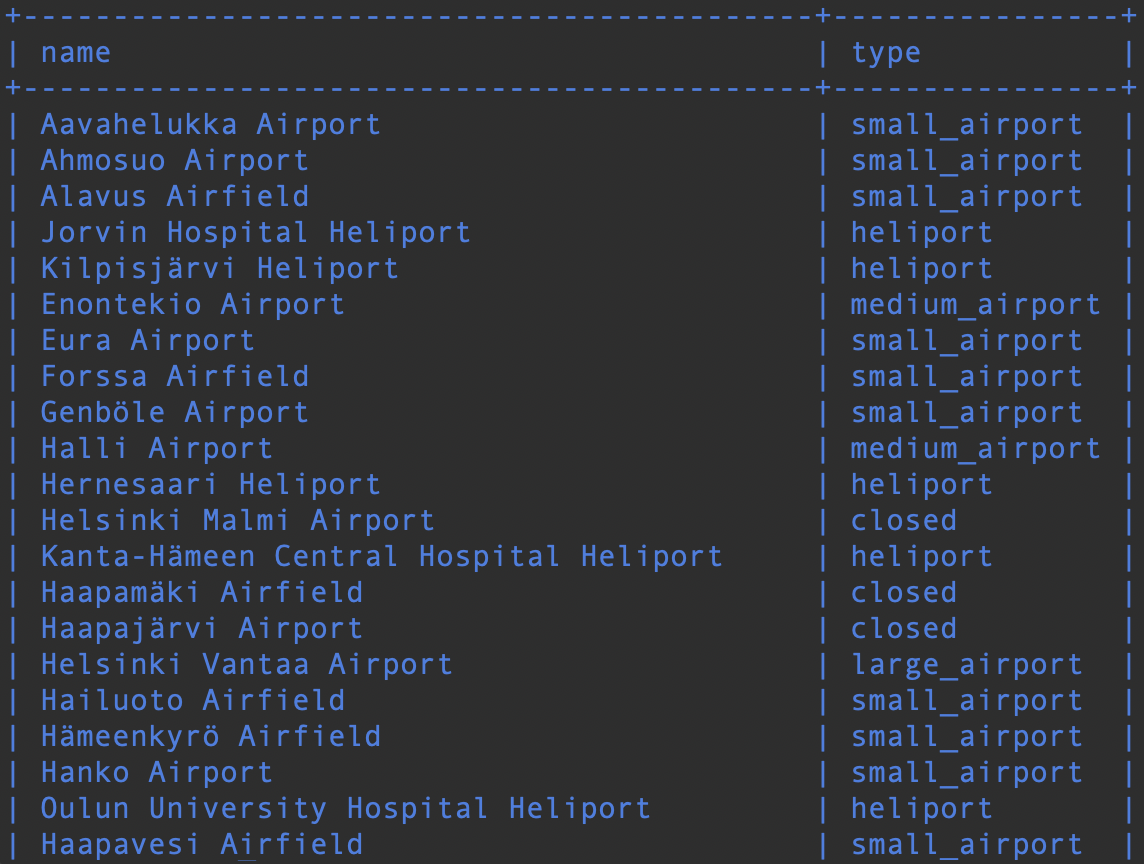 +--------------------------------------------+----------------+
| name                                       | type           |
+--------------------------------------------+----------------+
| Aavahelukka Airport                        | small_airport  |
| Ahmosuo Airport                            | small_airport  |
| Alavus Airfield                            | small_airport  |
| Jorvin Hospital Heliport                   | heliport       |
| Kilpisjärvi Heliport                       | heliport       |
| Enontekio Airport                          | medium_airport |
| Eura Airport                               | small_airport  |
| Forssa Airfield                            | small_airport  |
| Genböle Airport                            | small_airport  |
| Halli Airport                              | medium_airport |
| Hernesaari Heliport                        | heliport       |
| Helsinki Malmi Airport                     | closed         |
| Kanta-Hämeen Central Hospital Heliport     | heliport       |
| Haapamäki Airfield                         | closed         |
| Haapajärvi Airport                         | closed         |
| Helsinki Vantaa Airport                    | large_airport  |
| Hailuoto Airfield                          | small_airport  |
| Hämeenkyrö Airfield                        | small_airport  |
| Hanko Airport                              | small_airport  |
| Oulun University Hospital Heliport         | heliport       |
| Haapavesi Airfield                         | small_airport  |